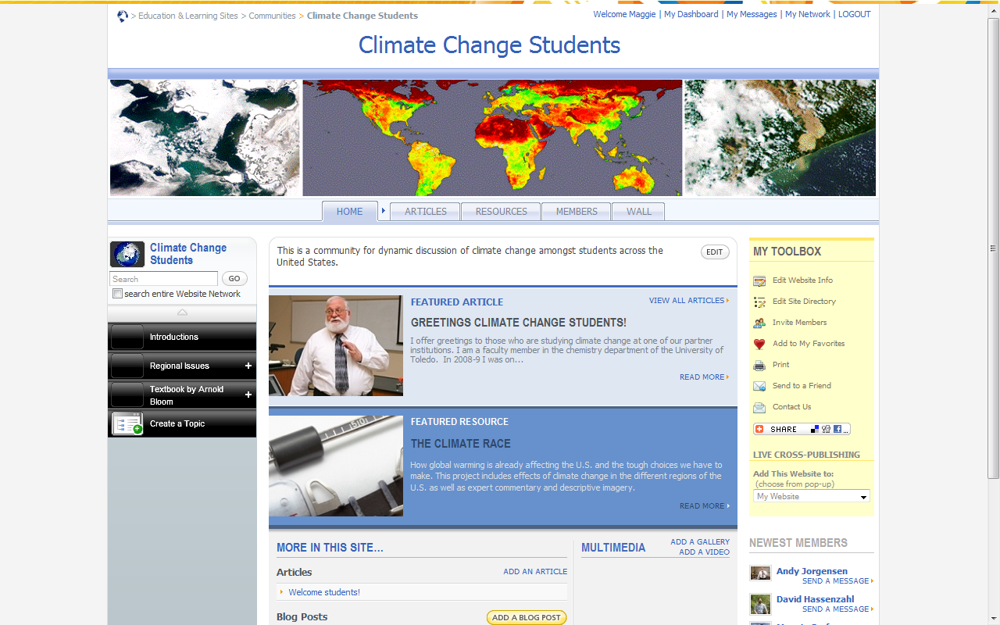 > Education & Learning Sites > Communities > Climate Change Students
Welcome Maggie | My Dashboard | My Messages | My Network | LOGOUT
Climate Change Students
HOME
ARTICLES
RESOURCES
MEMBERS
WALL
Climate Change
Students
Search
GO
search entire Website Network
Introductions
Regional Issues +
Textbook by Arnold
Bloom +
Create a Topic
This is a community for dynamic discussion of climate change amongst students across the
United States.
EDIT
FEATURED ARTICLE
VIEW ALL ARTICLES
GREETINGS CLIMATE CHANGE STUDENTS!
I offer greetings to those who are studying climate change at one of our partner
institutions. I am a faculty member in the chemistry department of the University of
Toledo. In 2008-9 I was on...
READ MORE
FEATURED RESOURCE
THE CLIMATE RACE
How global warming is already affecting the U.S. and the tough choices we have to
make. This project includes effects of climate change in the different regions of the
U.S. as well as expert commentary and descriptive imagery.
READ MORE
MORE IN THIS SITE...
Articles
ADD AN ARTICLE
Welcome students!
Blog Posts
ADD A BLOG POST
MULTIMEDIA
ADD A GALLERY
ADD A VIDEO
MY TOOLBOX
Edit Website Info
Edit Site Directory
Invite Members
Add to My Favorites
Print
Send to a Friend
Contact Us
SHARE
...
LIVE CROSS-PUBLISHING
Add This Website to:
(choose from pop-up)
My Website
NEWEST MEMBERS
Andy Jorgensen
SEND A MESSAGE
David Hassenzahl
SEND A MESSAGE